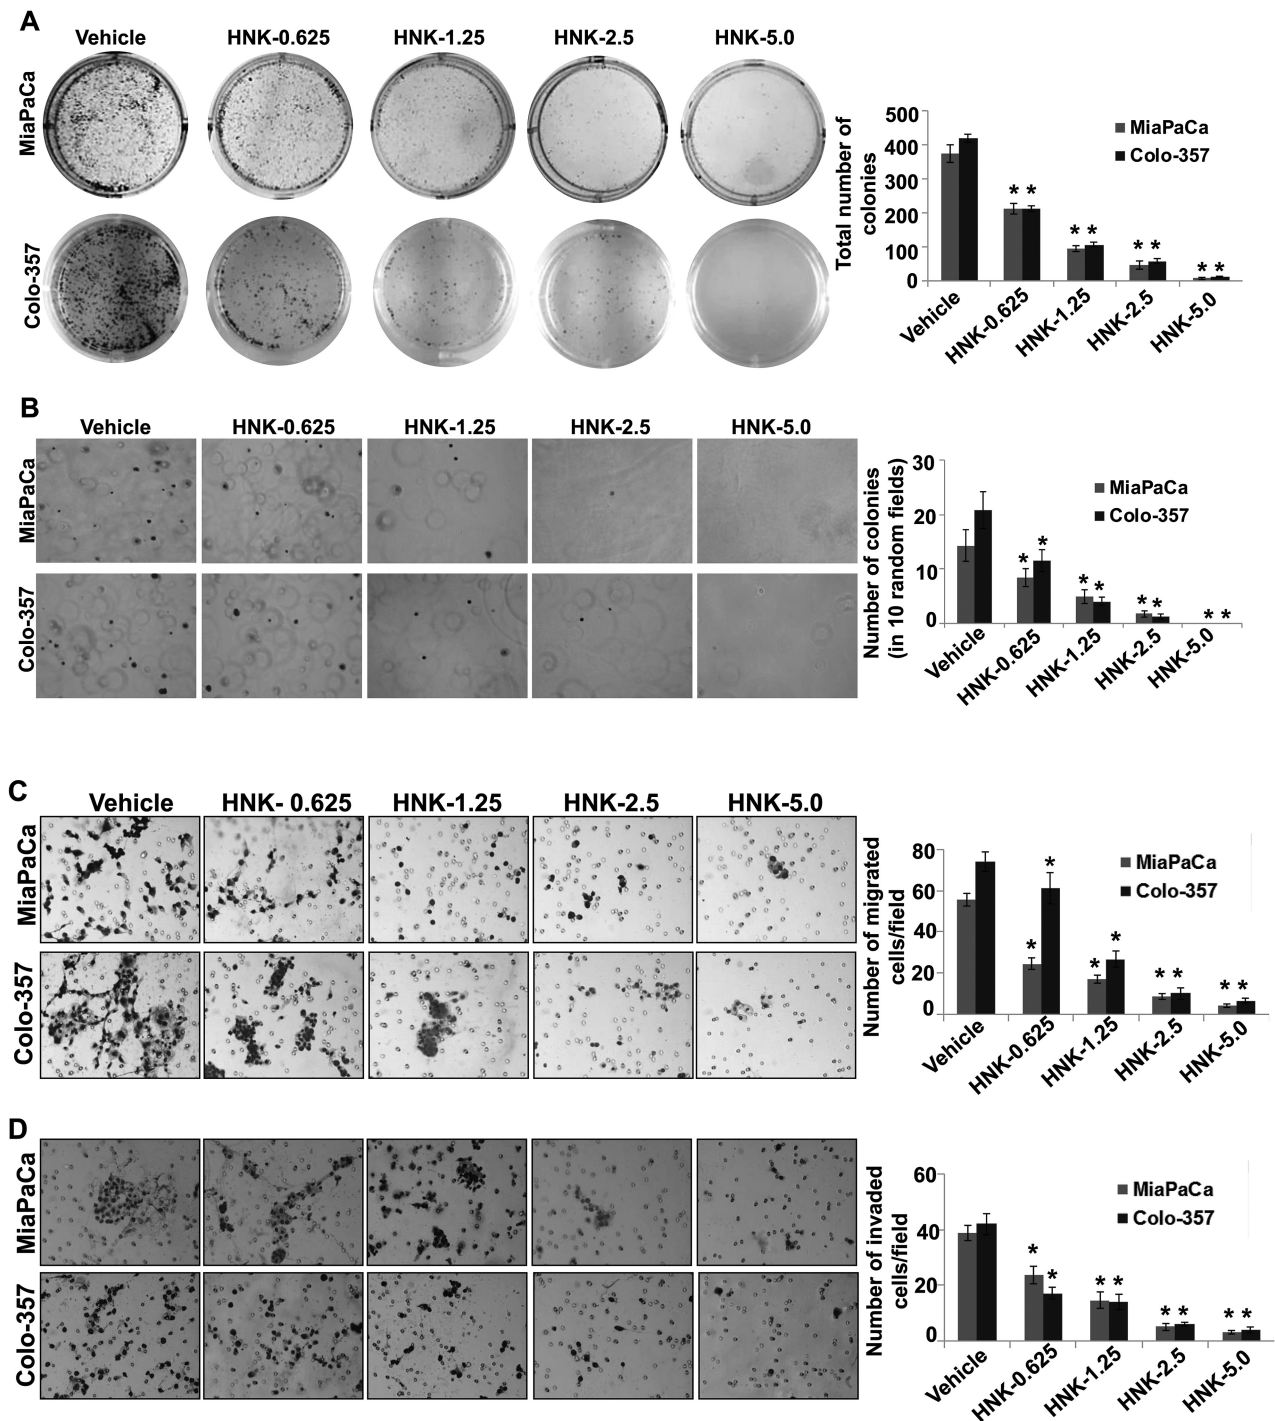 A
Vehicle HNK-0.625 HNK-1.25 HNK-2.5 HNK-5.0
MiaPaCa
Colo-357
Total number of
colonies
500
400
300
200
100
0
MiaPaCa
Colo-357
* * * * * * * *
Vehicle HNK-0.625 HNK-1.25 HNK-2.5 HNK-5.0
B
Vehicle HNK-0.625 HNK-1.25 HNK-2.5 HNK-5.0
MiaPaCa
Colo-357
Number of colonies
(in 10 random fields)
30
20
10
0
MiaPaCa
Colo-357
* * * * * * * *
Vehicle HNK-0.625 HNK-1.25 HNK-2.5 HNK-5.0
C
Vehicle HNK- 0.625 HNK-1.25 HNK-2.5 HNK-5.0
MiaPaCa
Colo-357
Number of migrated
cells/field
80
60
40
20
0
MiaPaCa
Colo-357
* * * * * * * *
Vehicle HNK-0.625 HNK-1.25 HNK-2.5 HNK-5.0
D
MiaPaCa
Colo-357
Number of invaded
cells/field
60
40
20
0
MiaPaCa
Colo-357
* * * * * * * *
Vehicle HNK-0.625 HNK-1.25 HNK-2.5 HNK-5.0